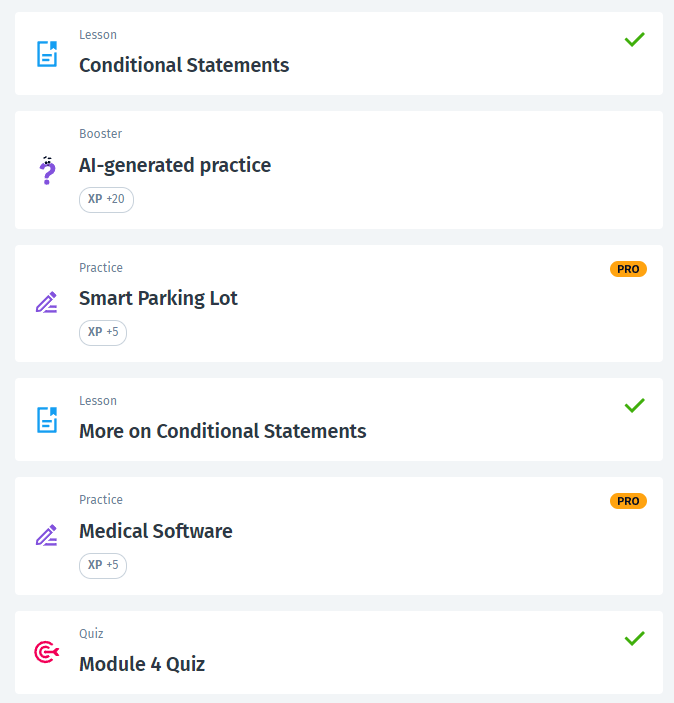 Lesson
Conditional Statements
Booster
AI-generated practice
XP +20
Practice
PRO
Smart Parking Lot
XP +5
Lesson
More on Conditional Statements
Practice
PRO
Medical Software
XP +5
Quiz
Module 4 Quiz